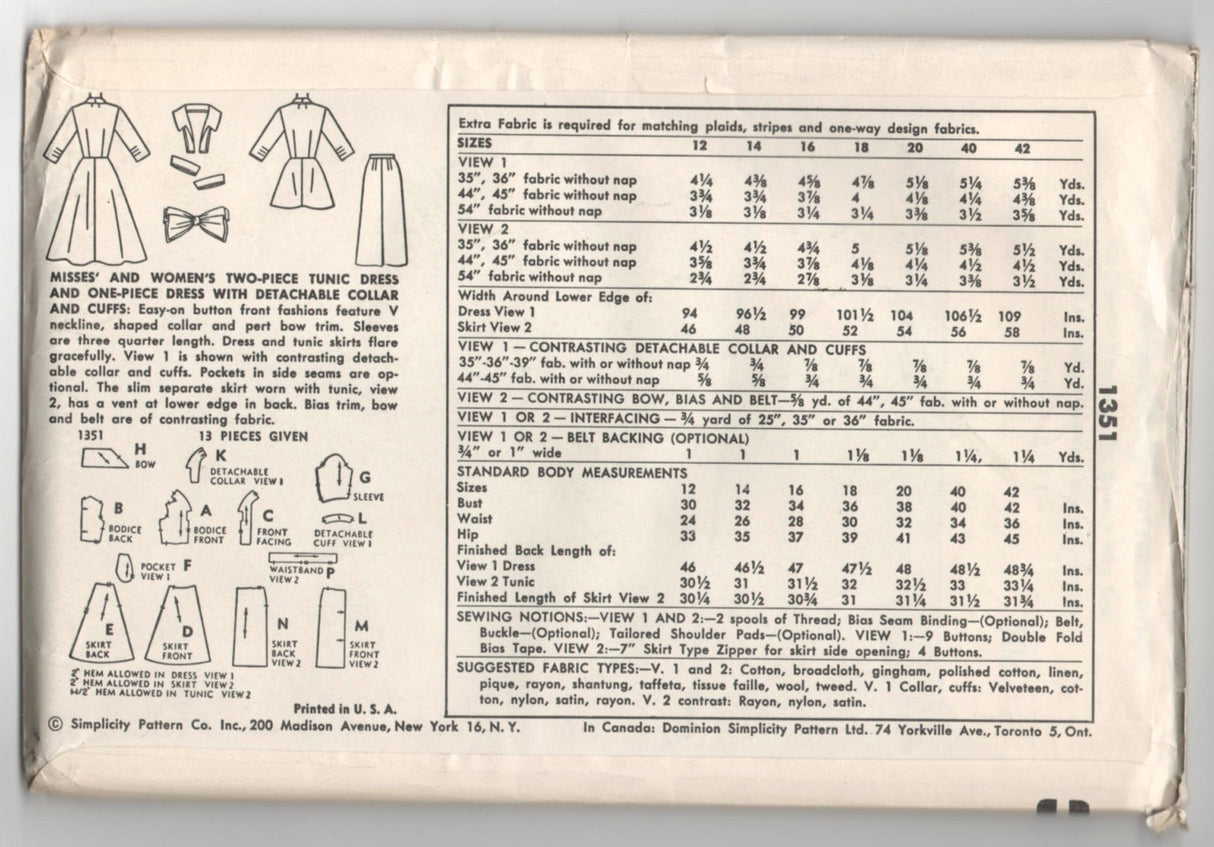 MISSES' AND WOMEN'S TWO-PIECE TUNIC DRESS
AND ONE-PIECE DRESS WITH DETACHABLE COLLAR
AND CUFFS: Easy-on button front fashions feature V
neckline, shaped collar and pert bow trim. Sleeves
are three quarter length. Dress and tunic skirts flare
gracefully. View 1 is shown with contrasting detach-
able collar and cuffs. Pockets in side seams are op-
tional. The slim separate skirt worn with tunic, view
2, has a vent at lower edge in back. Bias trim, bow
and belt are of contrasting fabric.
1351 13 PIECES GIVEN
H BOW
K DETACHABLE COLLAR VIEW 1
G SLEEVE
B BODICE BACK
A BODICE FRONT
C FRONT FACING
L DETACHABLE CUFF VIEW 1
POCKET F VIEW 1
WAISTBAND P VIEW 2
E SKIRT BACK
D SKIRT FRONT
N SKIRT BACK VIEW 2
M SKIRT FRONT VIEW 2
2" HEM ALLOWED IN DRESS VIEW 1
2" HEM ALLOWED IN SKIRT VIEW 2
HEM ALLOWED IN TUNIC VIEW 2
Printed in U. S. A.
Extra Fabric is required for matching plaids, stripes and one-way design fabrics.
SIZES 12 14 16 18 20 40 42
VIEW 1
35", 36" fabric without nap 4¼ 4⅜ 4⅝ 4⅞ 5⅛ 5¼ 5⅜ Yds.
44", 45" fabric without nap 3¾ 3¾ 3⅞ 4 4⅛ 4¼ 4⅜ Yds.
54" fabric without nap 3⅛ 3⅛ 3¼ 3¼ 3⅜ 3½ 3⅝ Yds.
VIEW 2
35", 36" fabric without nap 4½ 4½ 4¾ 5 5⅛ 5⅜ 5½ Yds.
44", 45" fabric without nap 3⅝ 3¾ 3⅞ 4⅛ 4¼ 4½ 4½ Yds.
54" fabric without nap 2¾ 2¾ 2⅞ 3⅛ 3¼ 3⅜ 3½ Yds.
Width Around Lower Edge of:
Dress View 1 94 96½ 99 101½ 104 106½ 109 Ins.
Skirt View 2 46 48 50 52 54 56 58 Ins.
VIEW 1 — CONTRASTING DETACHABLE COLLAR AND CUFFS
35"-36"-39" fab. with or without nap ¾ ¾ ⅞ ⅞ ⅞ ⅞ ⅞ Yd.
44"-45" fab. with or without nap ⅝ ⅝ ¾ ¾ ¾ ¾ ¾ Yd.
VIEW 2 — CONTRASTING BOW, BIAS AND BELT—⅝ yd. of 44", 45" fab. with or without nap.
VIEW 1 OR 2 — INTERFACING — ¾ yard of 25", 35" or 36" fabric.
VIEW 1 OR 2 — BELT BACKING (OPTIONAL)
¾" or 1" wide 1 1 1 1⅛ 1⅛ 1¼, 1¼ Yds.
STANDARD BODY MEASUREMENTS
Sizes 12 14 16 18 20 40 42
Bust 30 32 34 36 38 40 42 Ins.
Waist 24 26 28 30 32 34 36 Ins.
Hip 33 35 37 39 41 43 45 Ins.
Finished Back Length of:
View 1 Dress 46 46½ 47 47½ 48 48½ 48¾ Ins.
View 2 Tunic 30½ 31 31½ 32 32½ 33 33¼ Ins.
Finished Length of Skirt View 2 30¼ 30½ 30¾ 31 31¼ 31½ 31¾ Ins.
SEWING NOTIONS:—VIEW 1 AND 2:—2 spools of Thread; Bias Seam Binding—(Optional); Belt,
Buckle—(Optional); Tailored Shoulder Pads—(Optional). VIEW 1:—9 Buttons; Double Fold
Bias Tape. VIEW 2:—7" Skirt Type Zipper for skirt side opening; 4 Buttons.
SUGGESTED FABRIC TYPES:—V. 1 and 2: Cotton, broadcloth, gingham, polished cotton, linen,
pique, rayon, shantung, taffeta, tissue faille, wool, tweed. V. 1 Collar, cuffs: Velveteen, cot-
ton, nylon, satin, rayon. V. 2 contrast: Rayon, nylon, satin.
1351
© Simplicity Pattern Co. Inc., 200 Madison Avenue, New York 16, N. Y. In Canada: Dominion Simplicity Pattern Ltd. 74 Yorkville Ave., Toronto 5, Ont.